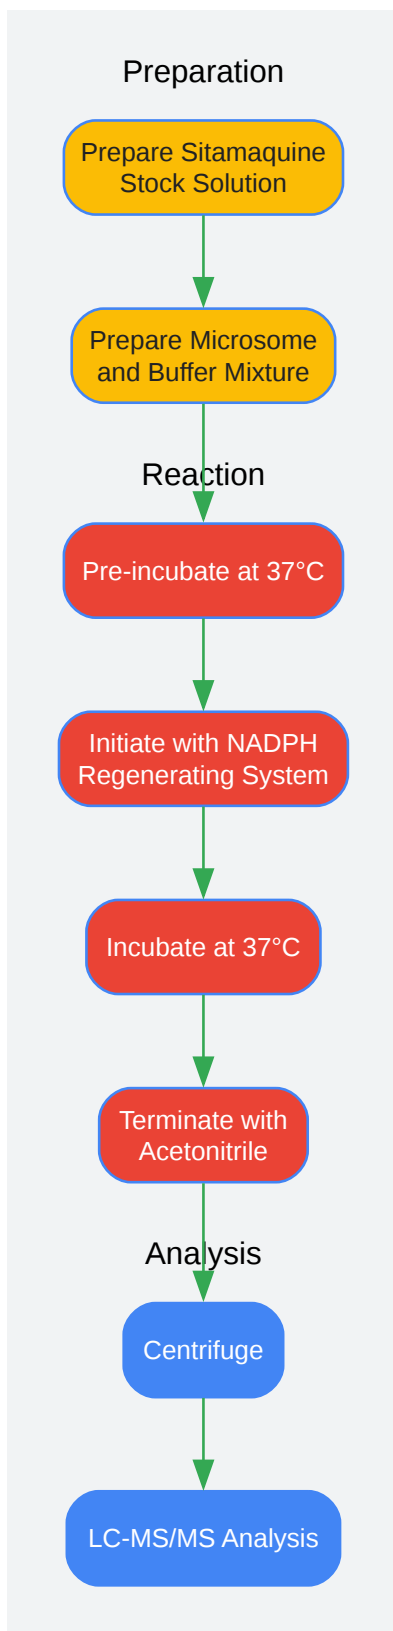 Preparation
Prepare Sitamaquine
Stock Solution
Prepare Microsome
and Buffer Mixture
Reaction
Pre-incubate at 37°C
Initiate with NADPH
Regenerating System
Incubate at 37°C
Terminate with
Acetonitrile
Analysis
Centrifuge
LC-MS/MS Analysis